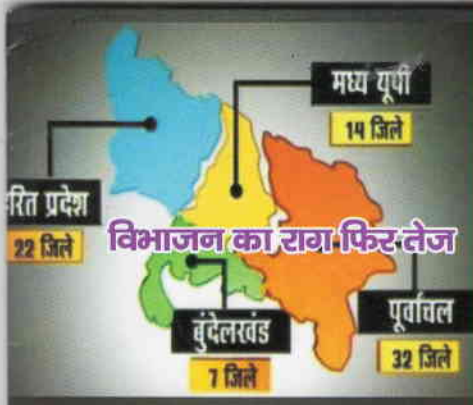 मध्य यूपी
14 जिले
रित प्रदेश
22 जिले
विभाजन का राग फिर तेज
पूर्वांचल
32 जिले
बुंदेलखंड
7 जिले